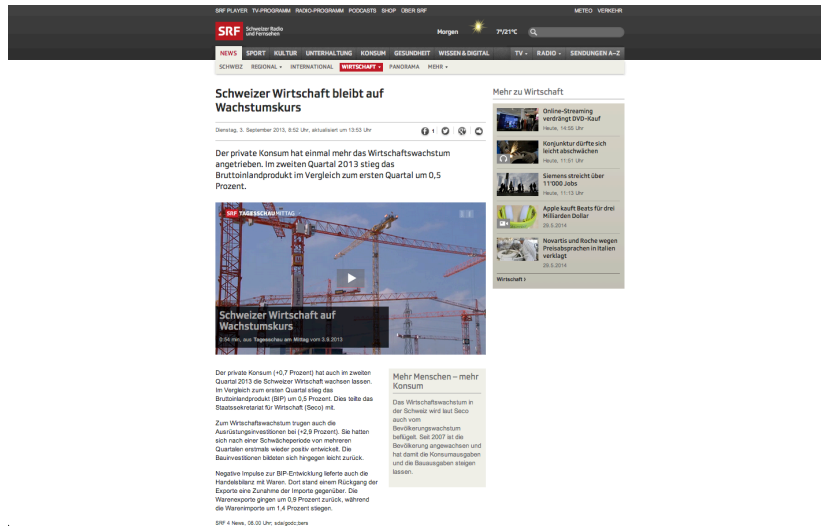 SRF PLAYER TV-PROGRAMM RADIO-PROGRAMM PODCASTS SHOP ÜBER SRF METEO VERKEHR
SRF Schweizer Radio
und Fernsehen
Morgen 7°/21°C
NEWS SPORT KULTUR UNTERHALTUNG KONSUM GESUNDHEIT WISSEN & DIGITAL TV RADIO SENDUNGEN A–Z
SCHWEIZ REGIONAL INTERNATIONAL WIRTSCHAFT PANORAMA MEHR
Schweizer Wirtschaft bleibt auf
Wachstumskurs
Dienstag, 3. September 2013, 8:52 Uhr, aktualisiert um 13:53 Uhr
1
Der private Konsum hat einmal mehr das Wirtschaftswachstum
angetrieben. Im zweiten Quartal 2013 stieg das
Bruttoinlandprodukt im Vergleich zum ersten Quartal um 0,5
Prozent.
SRF TAGESSCHAU MITTAG
Schweizer Wirtschaft auf
Wachstumskurs
0:54 min, aus Tagesschau am Mittag vom 3.9.2013
Der private Konsum (+0,7 Prozent) hat auch im zweiten
Quartal 2013 die Schweizer Wirtschaft wachsen lassen.
Im Vergleich zum ersten Quartal stieg das
Bruttoinlandprodukt (BIP) um 0,5 Prozent. Dies teilte das
Staatssekretariat für Wirtschaft (Seco) mit.
Zum Wirtschaftswachstum trugen auch die
Ausrüstungsinvestitionen bei (+2,9 Prozent). Sie hatten
sich nach einer Schwächeperiode von mehreren
Quartalen erstmals wieder positiv entwickelt. Die
Bauinvestitionen bildeten sich hingegen leicht zurück.
Negative Impulse zur BIP-Entwicklung lieferte auch die
Handelsbilanz mit Waren. Dort stand einem Rückgang der
Exporte eine Zunahme der Importe gegenüber. Die
Warenexporte gingen um 0,9 Prozent zurück, während
die Warenimporte um 1,4 Prozent stiegen.
SRF 4 News, 08.00 Uhr; sda/godc;bers
Mehr Menschen – mehr
Konsum
Das Wirtschaftswachstum in
der Schweiz wird laut Seco
auch vom
Bevölkerungswachstum
beflügelt. Seit 2007 ist die
Bevölkerung angewachsen und
hat damit die Konsumausgaben
und die Bauausgaben steigen
lassen.
Mehr zu Wirtschaft
Online-Streaming
verdrängt DVD-Kauf
Heute, 14:55 Uhr
Konjunktur dürfte sich
leicht abschwächen
Heute, 11:51 Uhr
Siemens streicht über
11'000 Jobs
Heute, 11:13 Uhr
Apple kauft Beats für drei
Milliarden Dollar
29.5.2014
Novartis und Roche wegen
Preisabsprachen in Italien
verklagt
29.5.2014
Wirtschaft ›